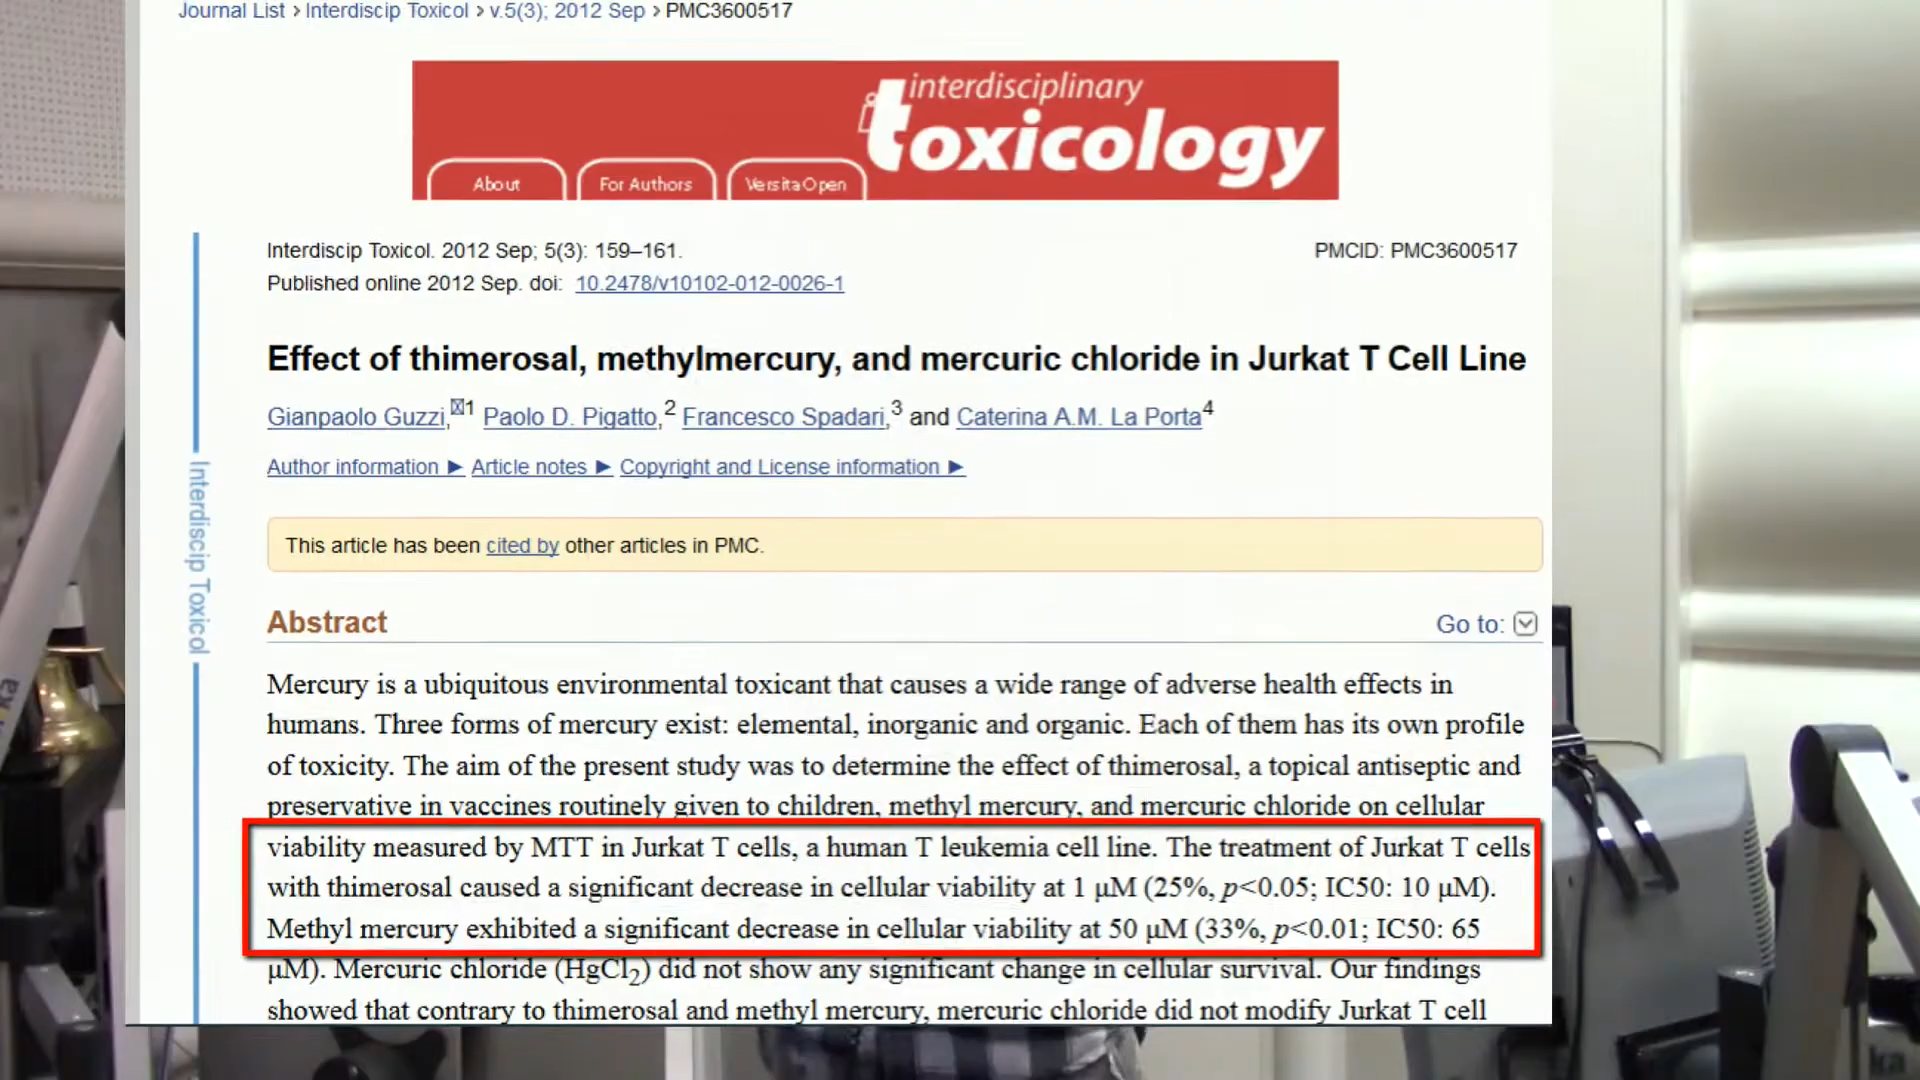 Journal List > Interdiscip Toxicol > v.5(3); 2012 Sep > PMC3600517
interdisciplinary
toxicology
About For Authors Versita Open
Interdiscip Toxicol. 2012 Sep; 5(3): 159–161. PMCID: PMC3600517
Published online 2012 Sep. doi: 10.2478/v10102-012-0026-1
Effect of thimerosal, methylmercury, and mercuric chloride in Jurkat T Cell Line
Gianpaolo Guzzi,1 Paolo D. Pigatto,2 Francesco Spadari,3 and Caterina A.M. La Porta4
Author information ► Article notes ► Copyright and License information ►
Interdiscip Toxicol
This article has been cited by other articles in PMC.
Abstract Go to:
Mercury is a ubiquitous environmental toxicant that causes a wide range of adverse health effects in
humans. Three forms of mercury exist: elemental, inorganic and organic. Each of them has its own profile
of toxicity. The aim of the present study was to determine the effect of thimerosal, a topical antiseptic and
preservative in vaccines routinely given to children, methyl mercury, and mercuric chloride on cellular
viability measured by MTT in Jurkat T cells, a human T leukemia cell line. The treatment of Jurkat T cells
with thimerosal caused a significant decrease in cellular viability at 1 μM (25%, p<0.05; IC50: 10 μM).
Methyl mercury exhibited a significant decrease in cellular viability at 50 μM (33%, p<0.01; IC50: 65
μM). Mercuric chloride (HgCl2) did not show any significant change in cellular survival. Our findings
showed that contrary to thimerosal and methyl mercury, mercuric chloride did not modify Jurkat T cell